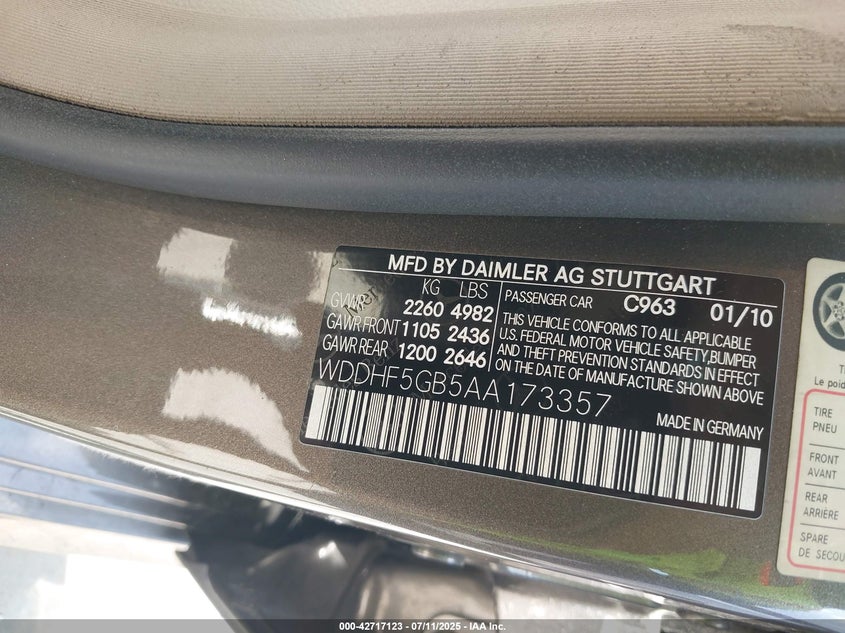 MFD BY DAIMLER AG STUTTGART
KG LBS
GVWR 2260 4982
GAWR FRONT 1105 2436
GAWR REAR 1200 2646
PASSENGER CAR C963 01/10
THIS VEHICLE CONFORMS TO ALL APPLICABLE
U.S. FEDERAL MOTOR VEHICLE SAFETY,BUMPER
AND THEFT PREVENTION STANDARDS IN EFFECT
ON THE DATE OF MANUFACTURE SHOWN ABOVE
WDDHF5GB5AA173357
MADE IN GERMANY
Le poid
TIRE
PNEU
FRONT
AVANT
REAR
ARRIÈRE
SPARE
DE SECOU
000-42717123 - 07/11/2025 - IAA Inc.